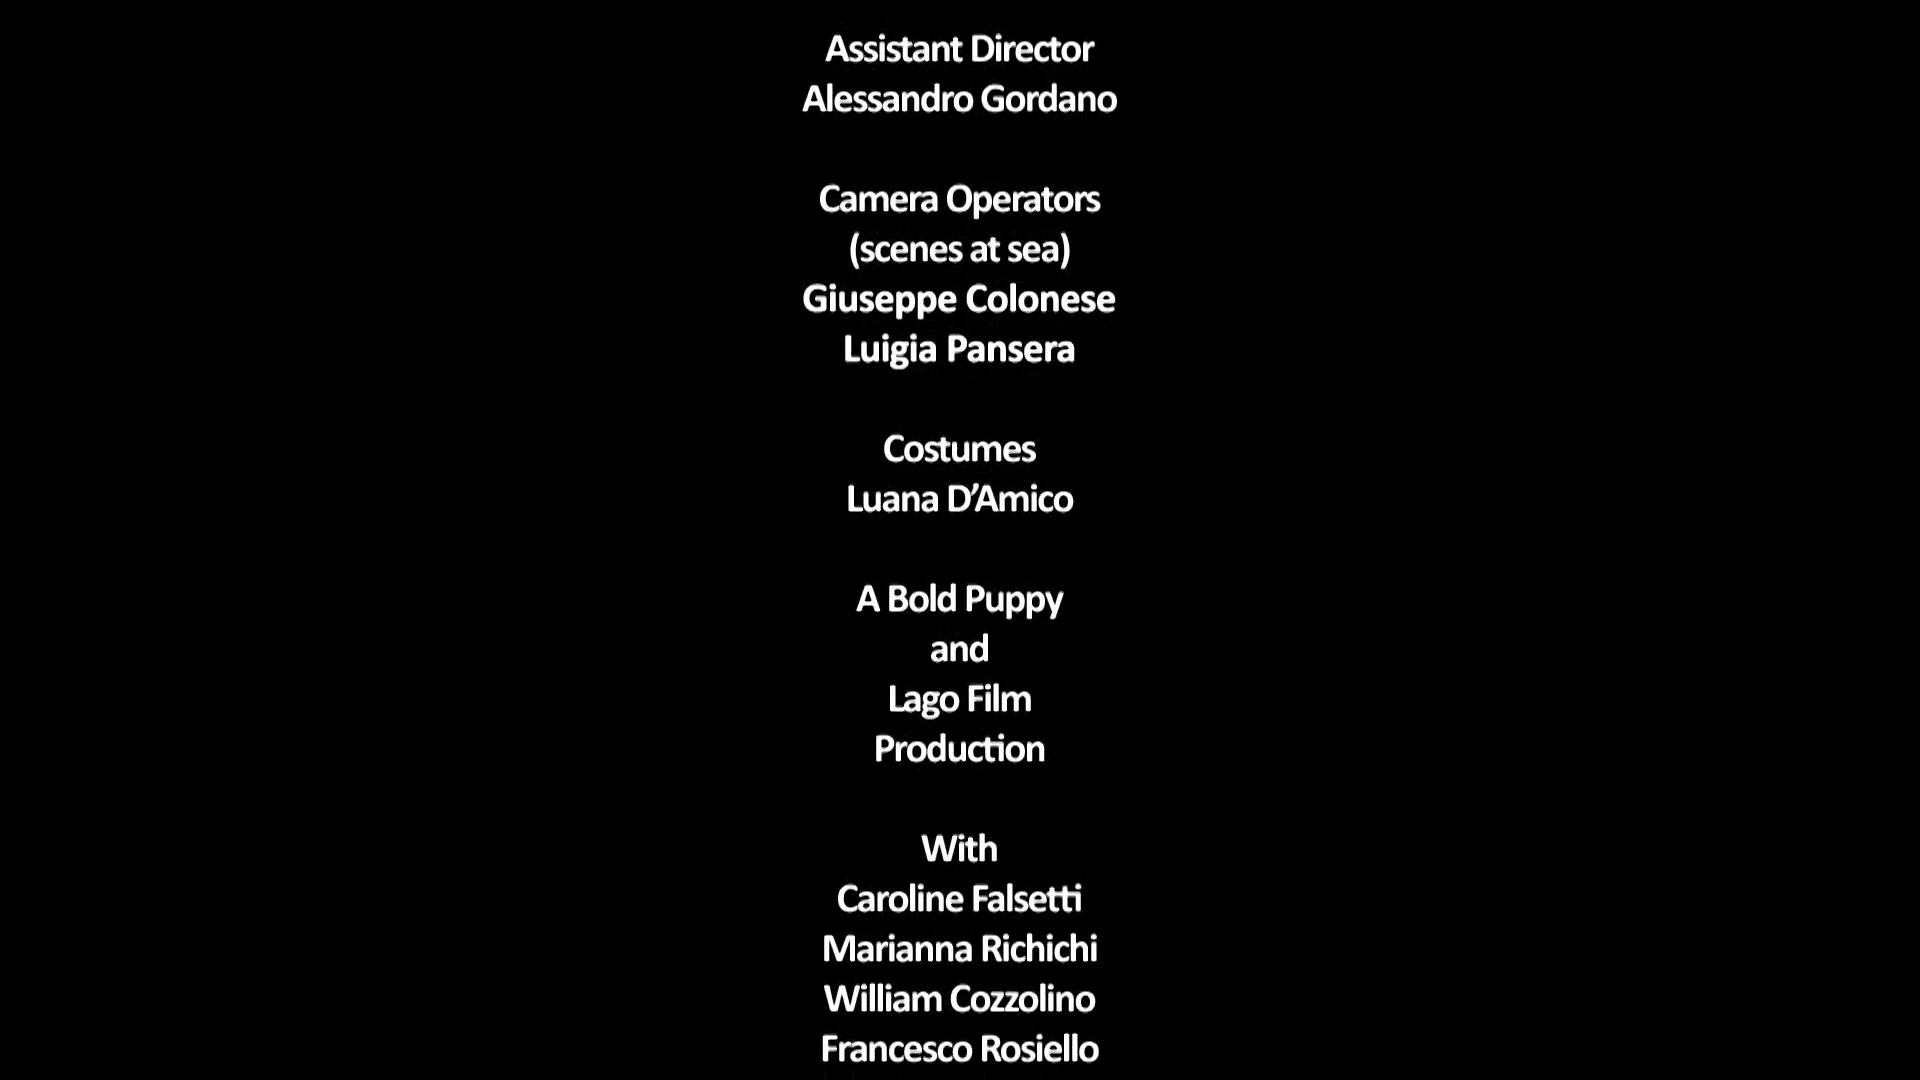 Assistant Director
Alessandro Gordano
Camera Operators
(scenes at sea)
Giuseppe Colonese
Luigia Pansera
Costumes
Luana D’Amico
A Bold Puppy
and
Lago Film
Production
With
Caroline Falsetti
Marianna Richichi
William Cozzolino
Francesco Rosiello